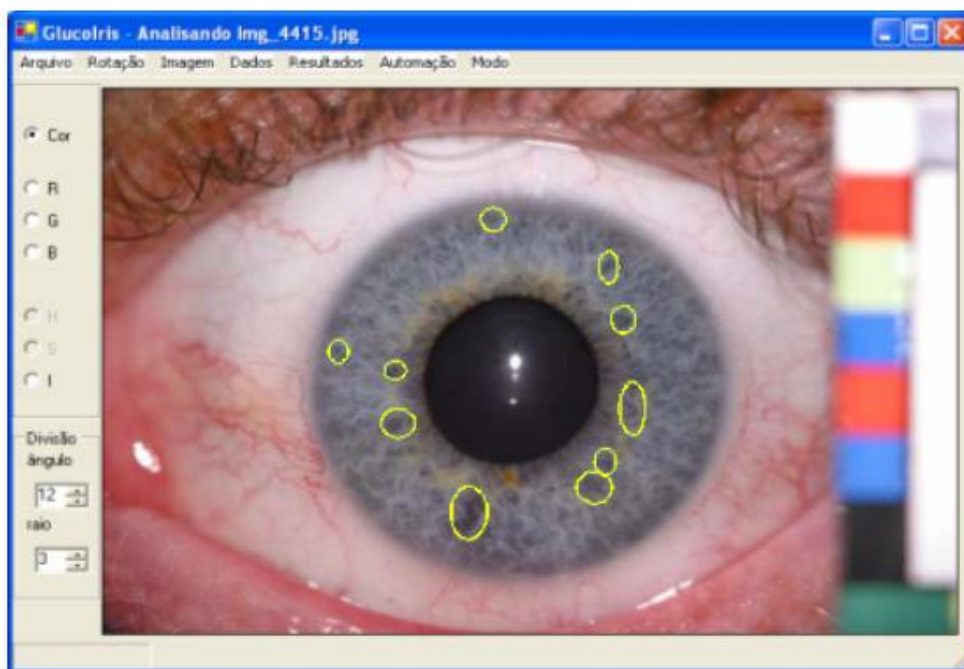 GlucoIris - Analisando Img_4415.jpg
Arquivo Rotação Imagem Dados Resultados Automação Modo
Cor
R
G
B
H
S
I
Divisão
ângulo
12
raio
3